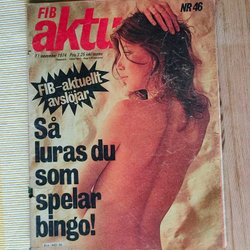 FIB
aktu
NR 46
FIB-aktuellt
avslöjar
Så
luras du
som
spelar
bingo!